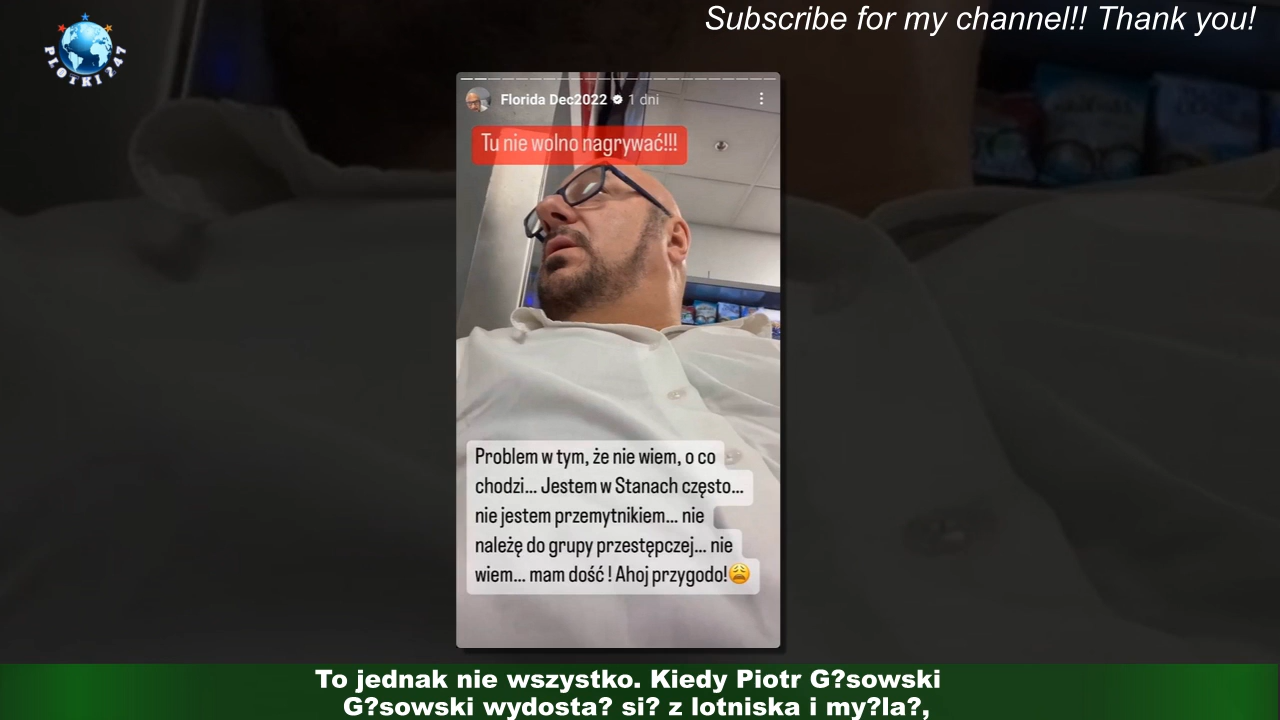 Subscribe for my channel!! Thank you!
PLOTKI 247
Florida Dec2022 1 dni
Tu nie wolno nagrywać!!!
Problem w tym, że nie wiem, o co
chodzi... Jestem w Stanach często...
nie jestem przemytnikiem... nie
należę do grupy przestępczej... nie
wiem... mam dość ! Ahoj przygodo!😩
To jednak nie wszystko. Kiedy Piotr G?sowski
G?sowski wydosta? si? z lotniska i my?la?,